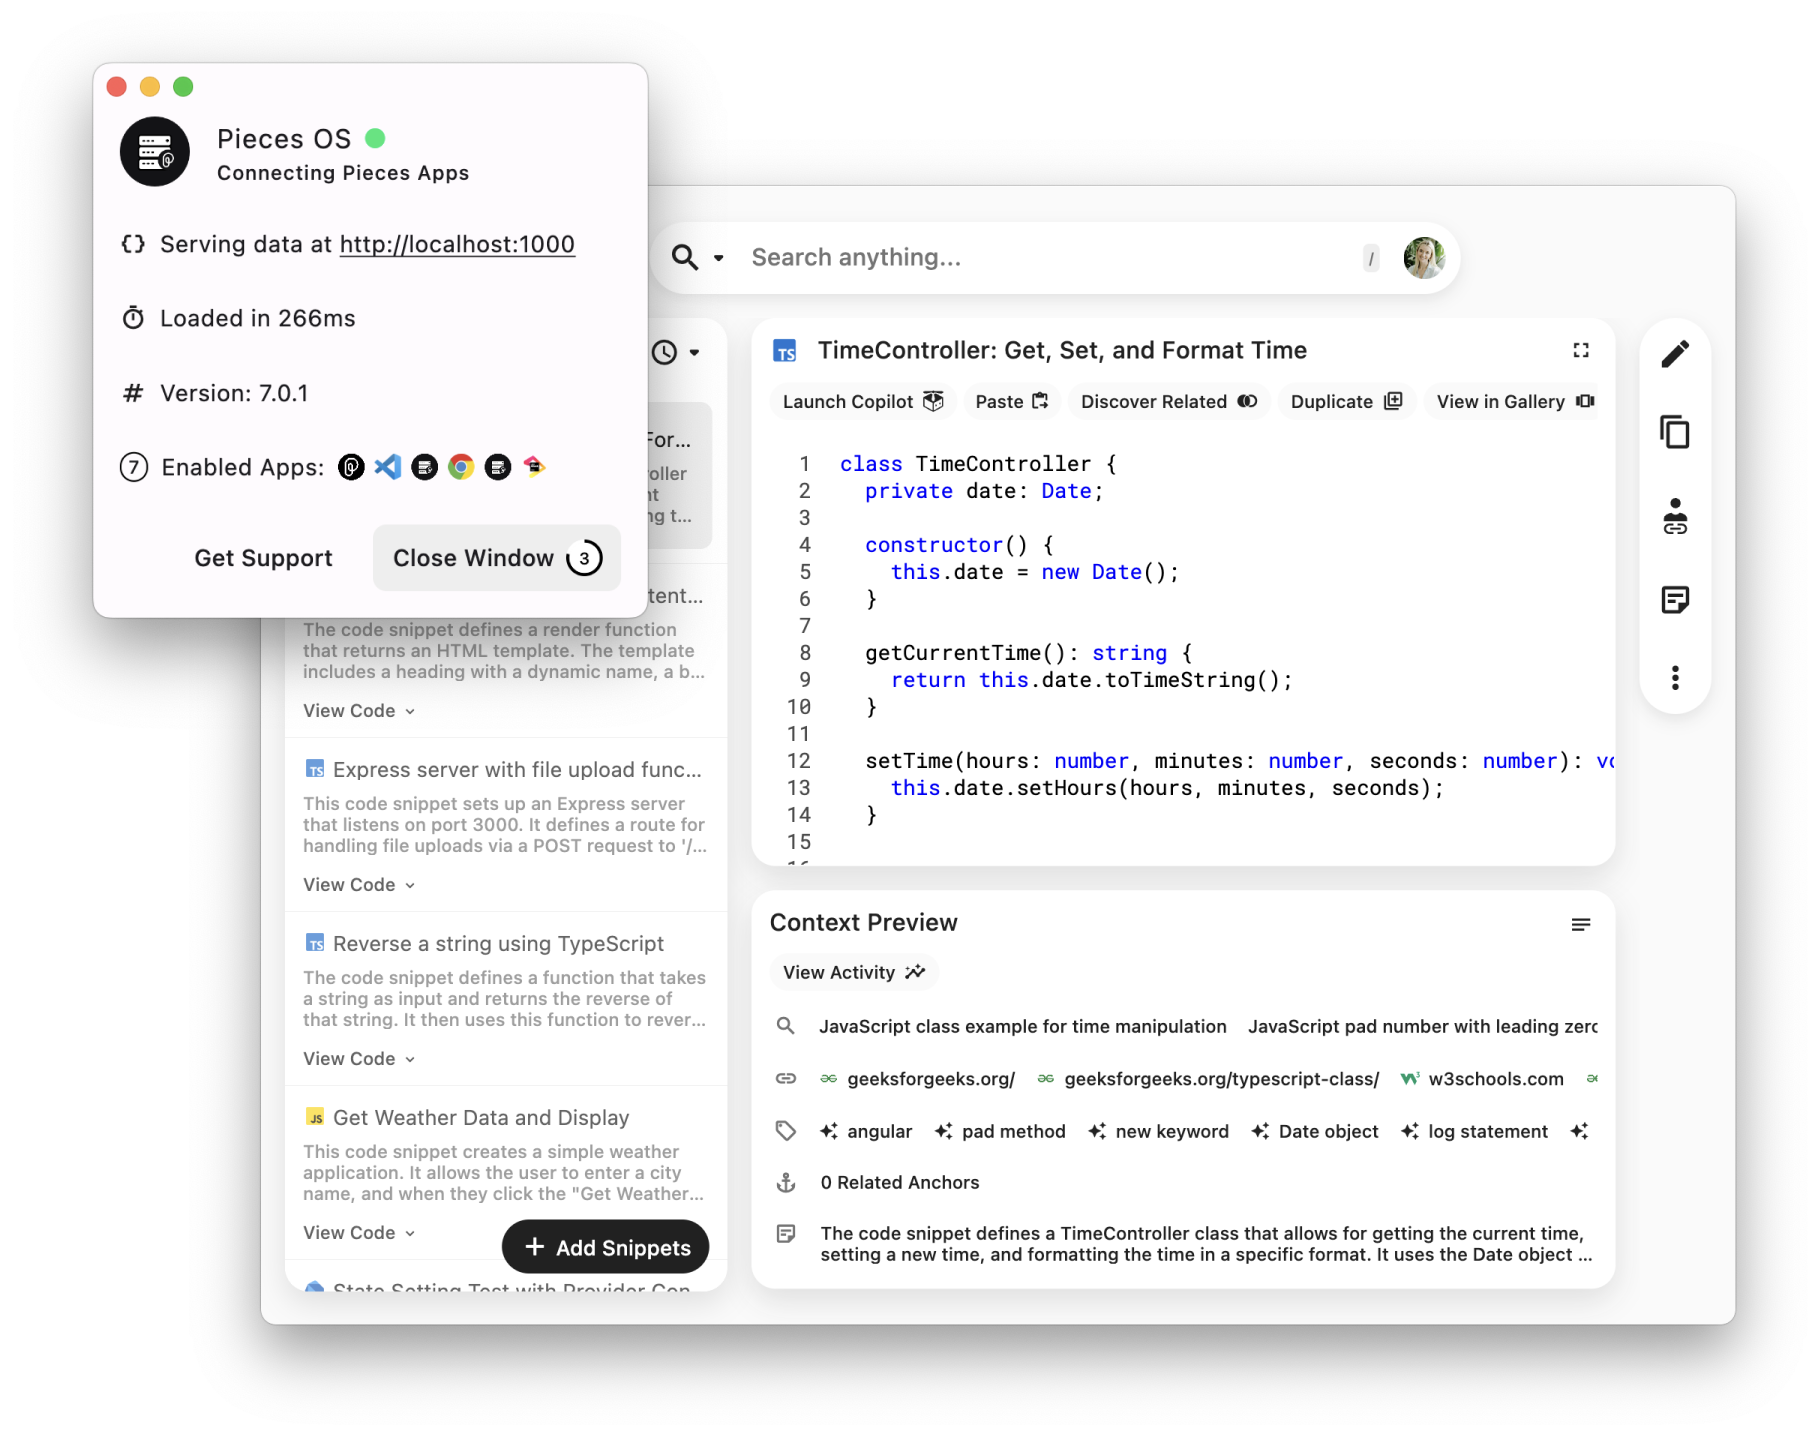 Pieces OS
Connecting Pieces Apps
{} Serving data at http://localhost:1000
Loaded in 266ms
# Version: 7.0.1
7 Enabled Apps:
Get Support
Close Window 3
Search anything...
/
For...
oller
nt
ng t...
tent...
The code snippet defines a render function
that returns an HTML template. The template
includes a heading with a dynamic name, a b...
View Code
TS Express server with file upload func...
This code snippet sets up an Express server
that listens on port 3000. It defines a route for
handling file uploads via a POST request to '/...
View Code
TS Reverse a string using TypeScript
The code snippet defines a function that takes
a string as input and returns the reverse of
that string. It then uses this function to rever...
View Code
JS Get Weather Data and Display
This code snippet creates a simple weather
application. It allows the user to enter a city
name, and when they click the "Get Weather...
View Code
+ Add Snippets
State Setting Test with Provider Con
TS TimeController: Get, Set, and Format Time
Launch Copilot Paste Discover Related Duplicate View in Gallery
1 class TimeController {
2 private date: Date;
3
4 constructor() {
5 this.date = new Date();
6 }
7
8 getCurrentTime(): string {
9 return this.date.toTimeString();
10 }
11
12 setTime(hours: number, minutes: number, seconds: number): vo
13 this.date.setHours(hours, minutes, seconds);
14 }
15
16
Context Preview
View Activity
JavaScript class example for time manipulation JavaScript pad number with leading zero
geeksforgeeks.org/ geeksforgeeks.org/typescript-class/ w3schools.com
angular pad method new keyword Date object log statement
0 Related Anchors
The code snippet defines a TimeController class that allows for getting the current time,
setting a new time, and formatting the time in a specific format. It uses the Date object ...